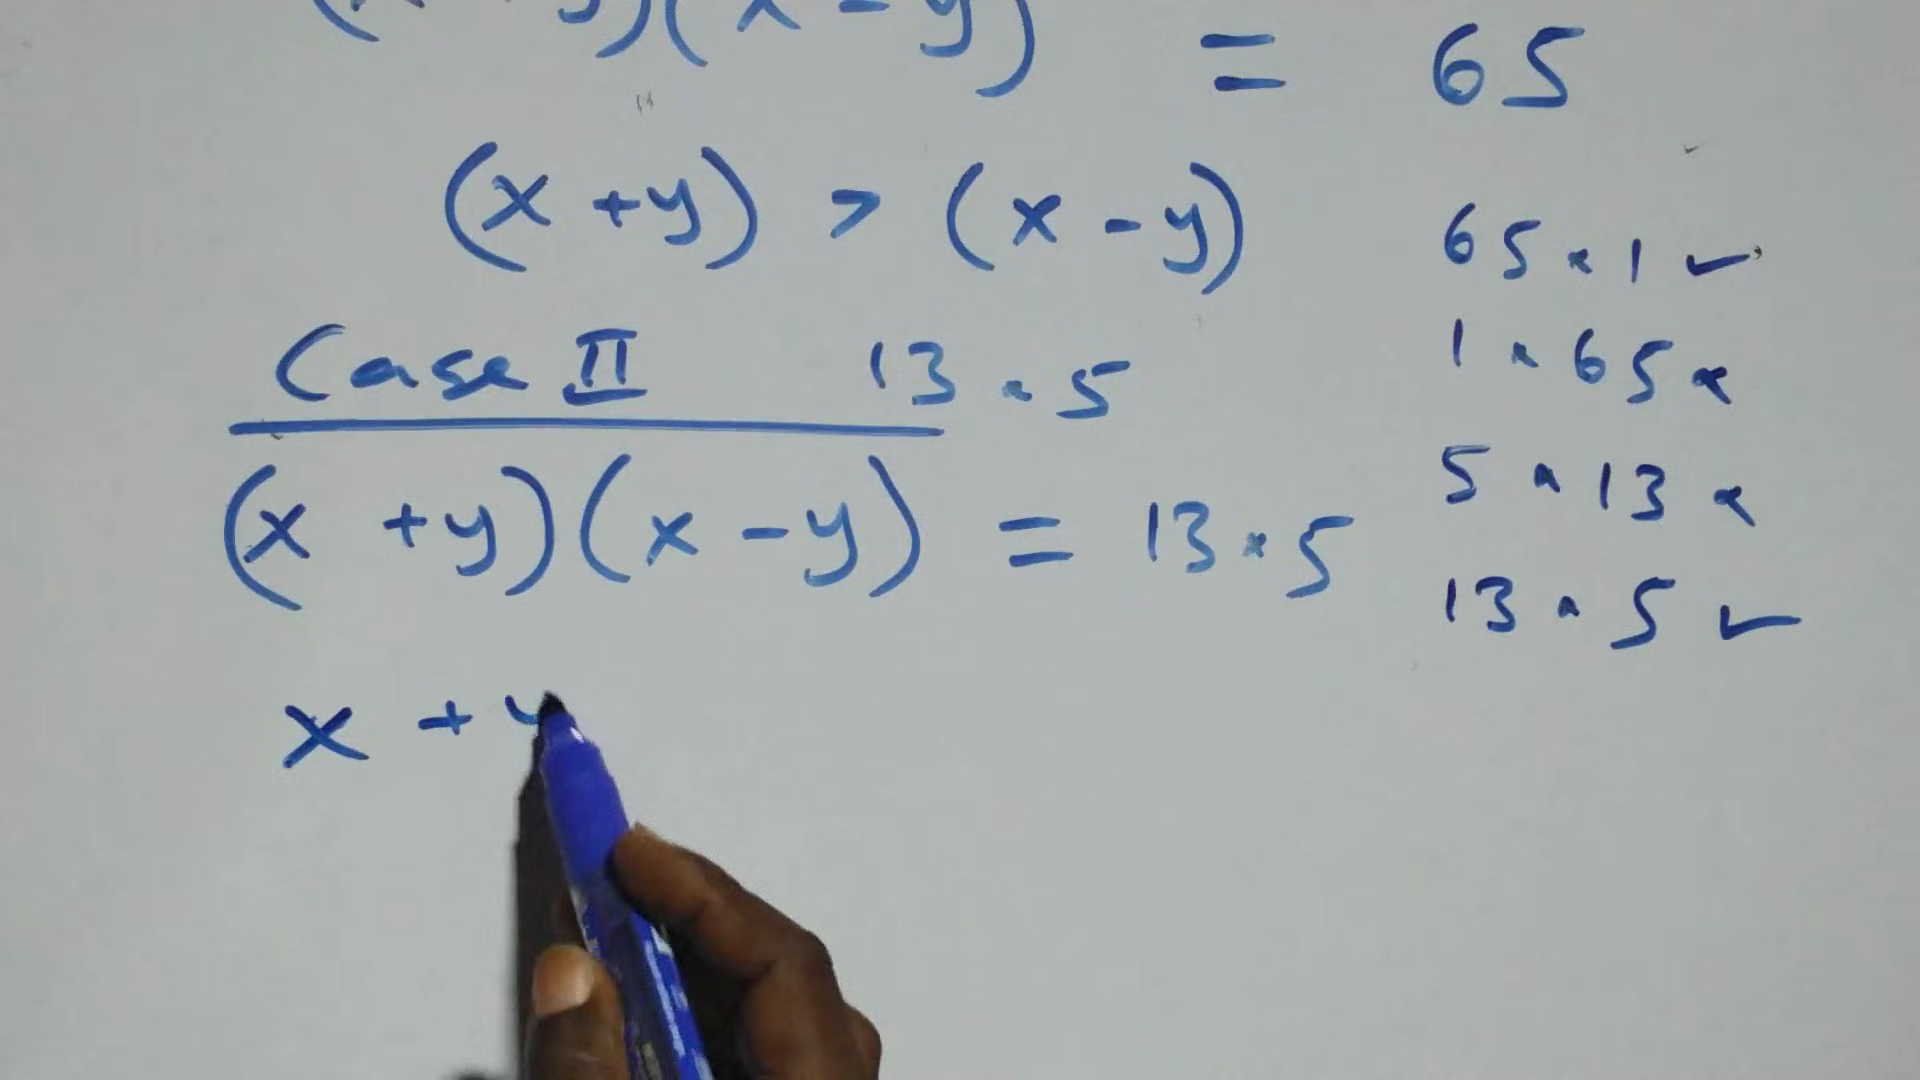 (x + y)(x - y) = 65
(x + y) > (x - y)
65 × 1 ✓
1 × 65 ×
Case II 13 × 5
5 × 13 ×
(x + y)(x - y) = 13 × 5
13 × 5 ✓
x + y